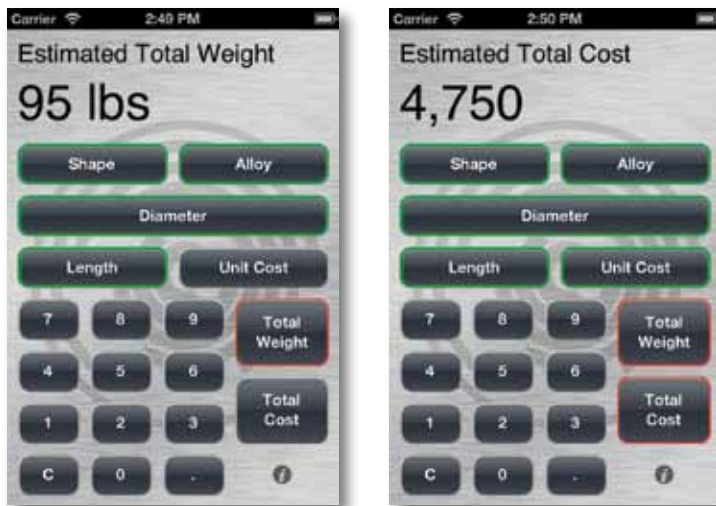 Carrier 2:49 PM
Estimated Total Weight
95 lbs
Shape Alloy
Diameter
Length Unit Cost
7 8 9 Total Weight
4 5 6
1 2 3 Total Cost
C 0 .
i
Carrier 2:50 PM
Estimated Total Cost
4,750
Shape Alloy
Diameter
Length Unit Cost
7 8 9 Total Weight
4 5 6
1 2 3 Total Cost
C 0 .
i